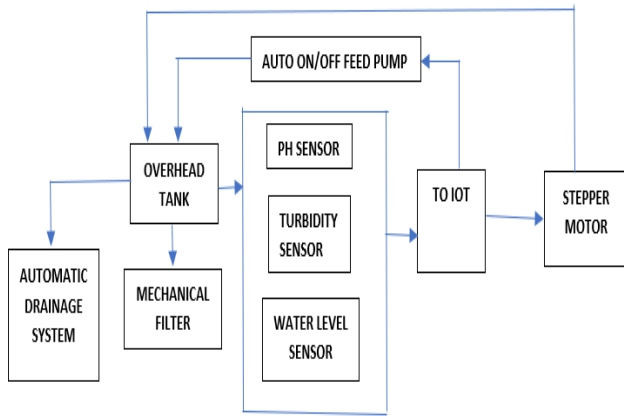 AUTO ON/OFF FEED PUMP
PH SENSOR
OVERHEAD
TANK
TO IOT
STEPPER
MOTOR
TURBIDITY
SENSOR
AUTOMATIC
DRAINAGE
SYSTEM
MECHANICAL
FILTER
WATER LEVEL
SENSOR